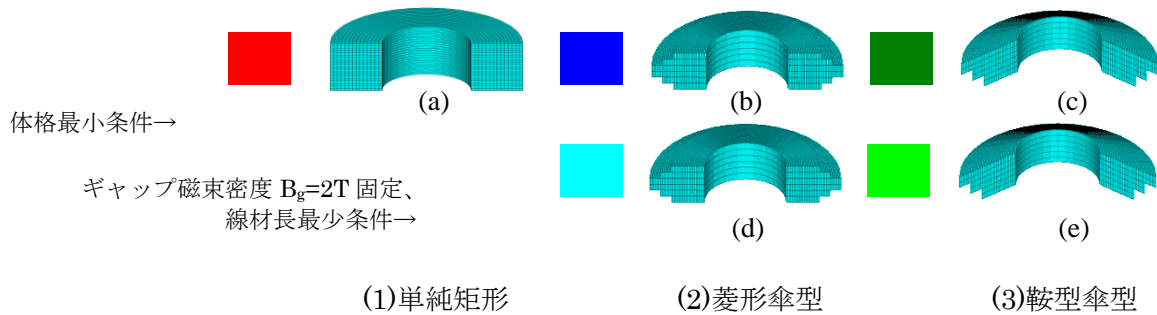 (a)
(b)
(c)
体格最小条件→
ギャップ磁束密度 Bg=2T 固定、
線材長最少条件→
(d)
(e)
(1)単純矩形
(2)菱形傘型
(3)鞍型傘型